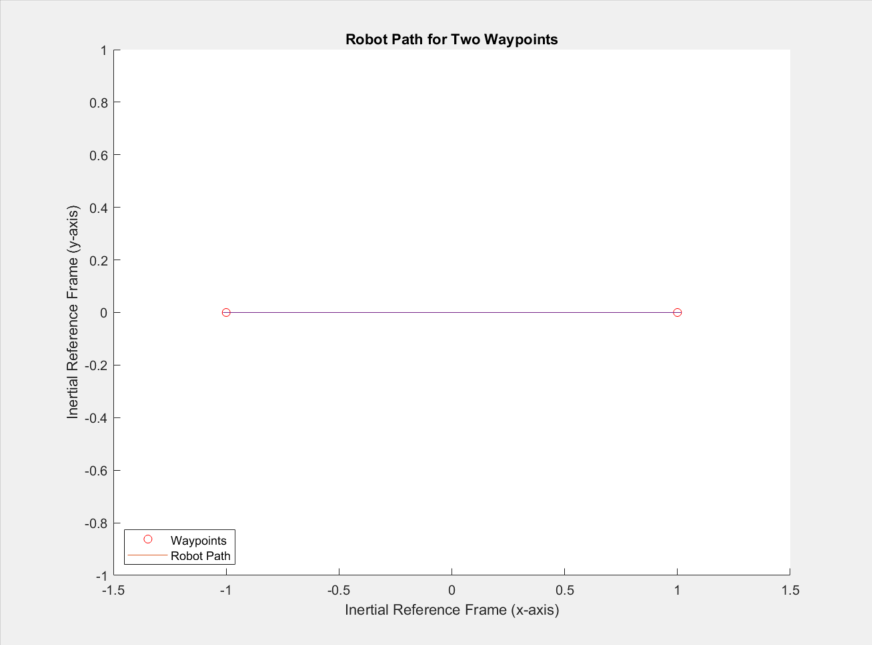 Robot Path for Two Waypoints
1
0.8
0.6
0.4
0.2
0
-0.2
-0.4
-0.6
-0.8
-1
Inertial Reference Frame (y-axis)
Waypoints
Robot Path
-1.5 -1 -0.5 0 0.5 1 1.5
Inertial Reference Frame (x-axis)